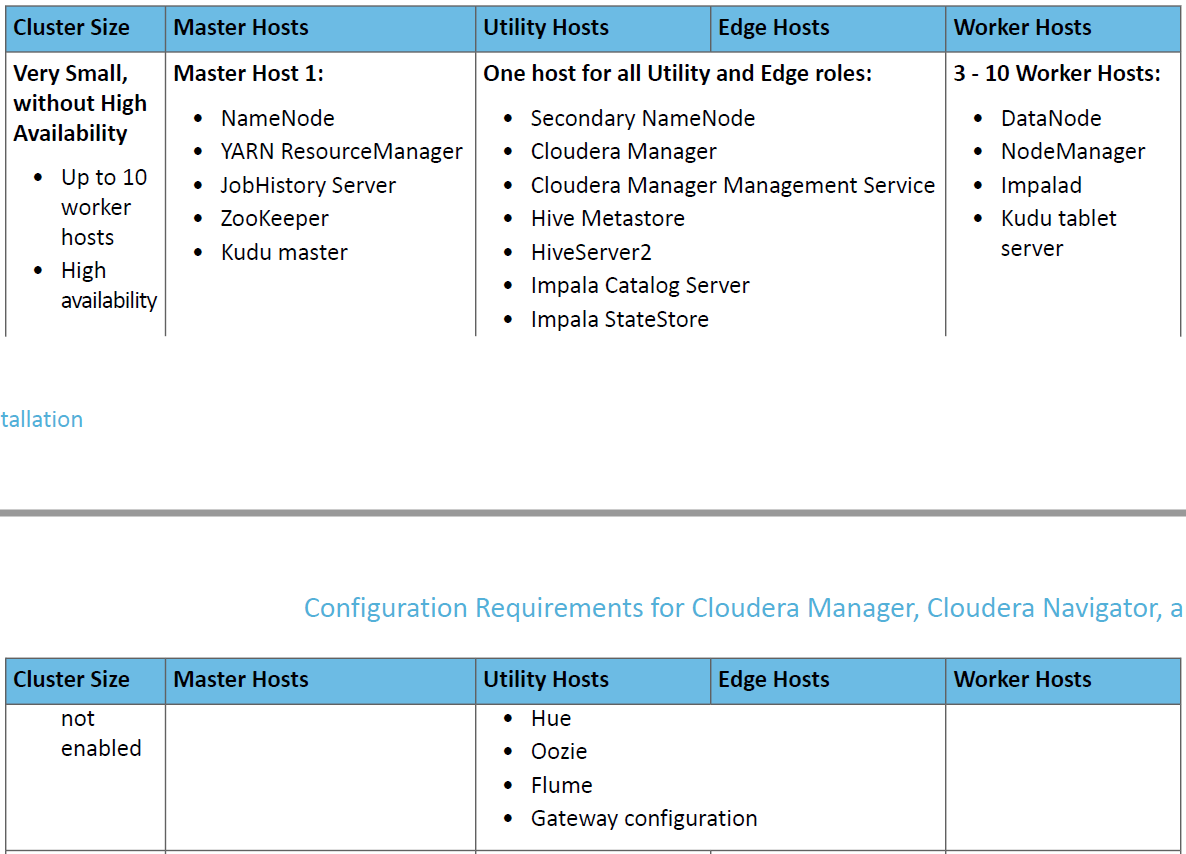 Cluster Size
Master Hosts
Utility Hosts
Edge Hosts
Worker Hosts
Very Small,
without High
Availability
• Up to 10
worker
hosts
• High
availability
Master Host 1:
• NameNode
• YARN ResourceManager
• JobHistory Server
• ZooKeeper
• Kudu master
One host for all Utility and Edge roles:
• Secondary NameNode
• Cloudera Manager
• Cloudera Manager Management Service
• Hive Metastore
• HiveServer2
• Impala Catalog Server
• Impala StateStore
3 - 10 Worker Hosts:
• DataNode
• NodeManager
• Impalad
• Kudu tablet
server
tallation
Configuration Requirements for Cloudera Manager, Cloudera Navigator, a
Cluster Size
Master Hosts
Utility Hosts
Edge Hosts
Worker Hosts
not
enabled
• Hue
• Oozie
• Flume
• Gateway configuration